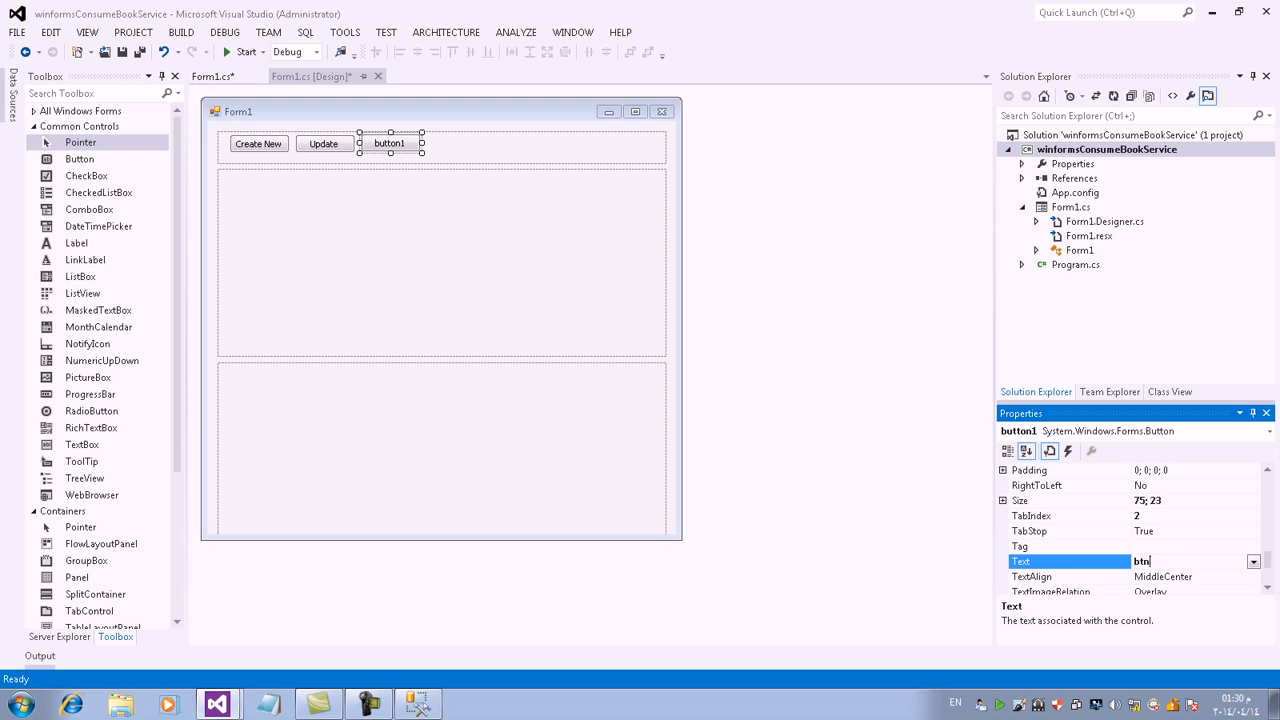 winformsConsumeBookService - Microsoft Visual Studio (Administrator)
Quick Launch (Ctrl+Q)
FILE EDIT VIEW PROJECT BUILD DEBUG TEAM SQL TOOLS TEST ARCHITECTURE ANALYZE WINDOW HELP
Start Debug
Data Sources
Toolbox
Search Toolbox
All Windows Forms
Common Controls
Pointer
Button
CheckBox
CheckedListBox
ComboBox
DateTimePicker
Label
LinkLabel
ListBox
ListView
MaskedTextBox
MonthCalendar
NotifyIcon
NumericUpDown
PictureBox
ProgressBar
RadioButton
RichTextBox
TextBox
ToolTip
TreeView
WebBrowser
Containers
Pointer
FlowLayoutPanel
GroupBox
Panel
SplitContainer
TabControl
TableLayoutPanel
Server Explorer Toolbox
Form1.cs* Form1.cs [Design]*
Form1
Create New Update button1
Solution Explorer
Search Solution Explorer (Ctrl+;)
Solution 'winformsConsumeBookService' (1 project)
winformsConsumeBookService
Properties
References
App.config
Form1.cs
Form1.Designer.cs
Form1.resx
Form1
Program.cs
Solution Explorer Team Explorer Class View
Properties
button1 System.Windows.Forms.Button
Padding 0; 0; 0; 0
RightToLeft No
Size 75; 23
TabIndex 2
TabStop True
Tag
Text btn
TextAlign MiddleCenter
TextImageRelation Overlay
Text
The text associated with the control.
Output
Ready
EN
01:30 م
٢٠١٤/٠٤/١٤